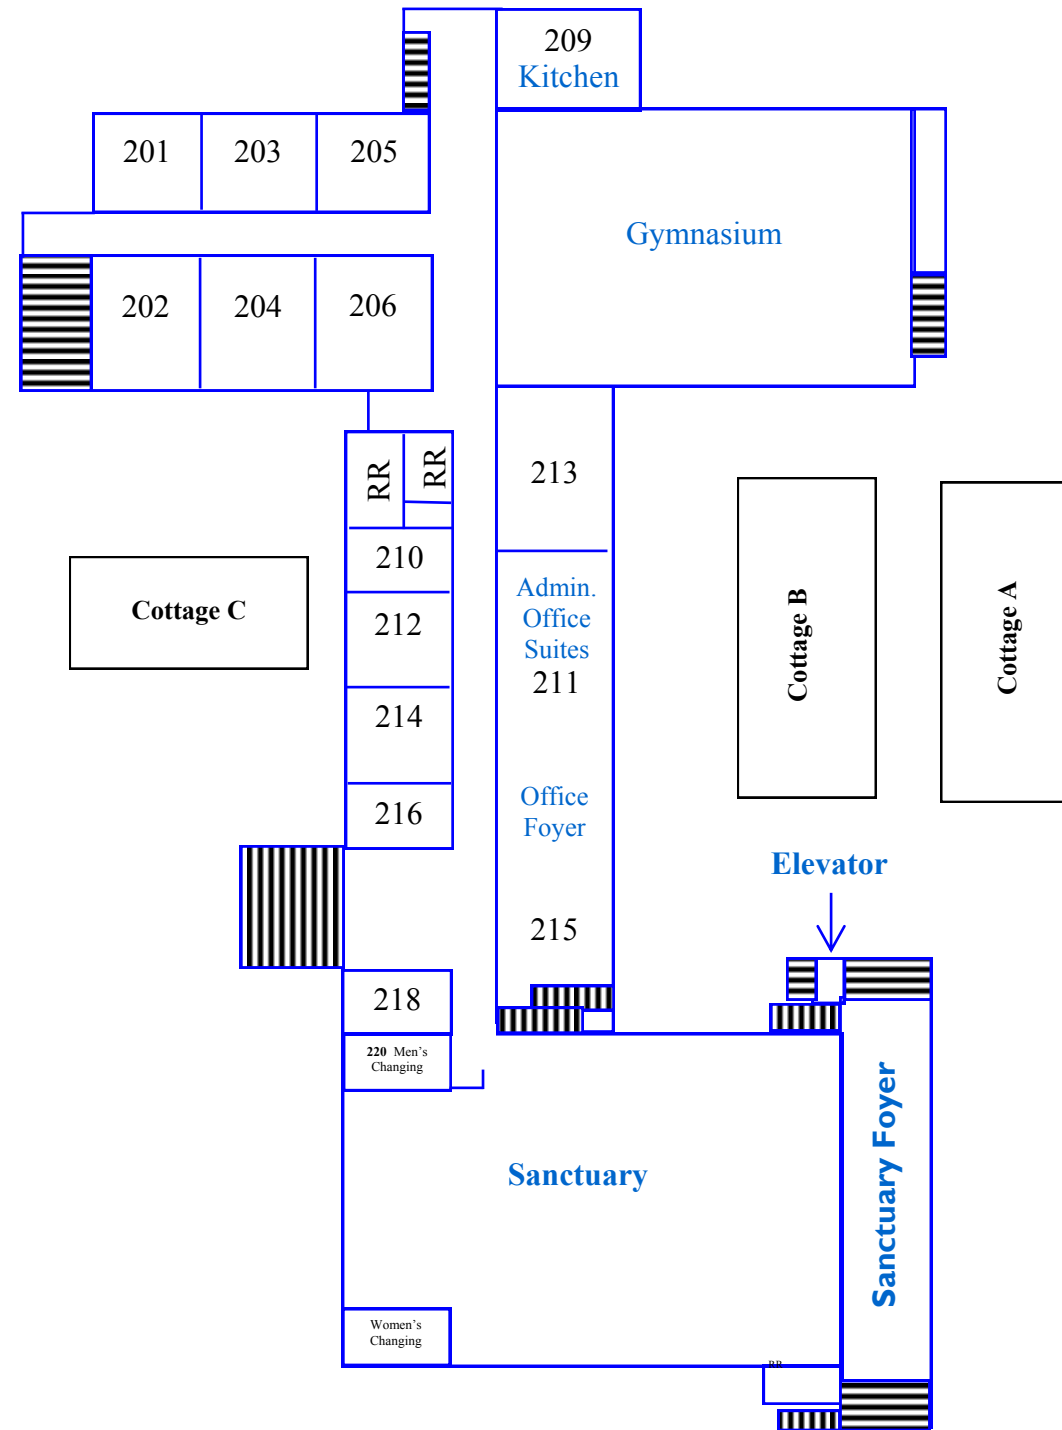 209
Kitchen
201
203
205
Gymnasium
202
204
206
RR
RR
213
210
Admin.
Office
Suites
211
212
Cottage C
Cottage B
Cottage A
214
Office
Foyer
216
Elevator
215
218
220 Men's
Changing
Sanctuary
Sanctuary Foyer
Women's
Changing
RR